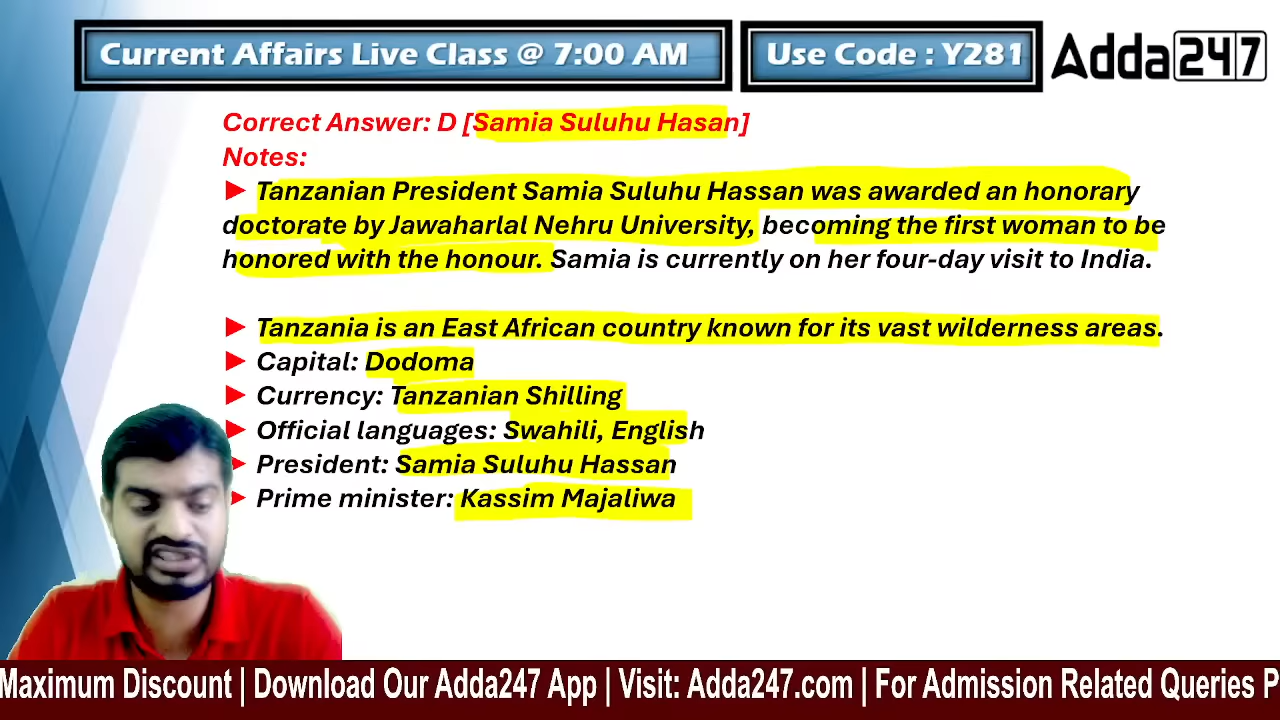 Current Affairs Live Class @ 7:00 AM
Use Code : Y281
Adda247
Correct Answer: D [Samia Suluhu Hasan]
Notes:
► Tanzanian President Samia Suluhu Hassan was awarded an honorary
doctorate by Jawaharlal Nehru University, becoming the first woman to be
honored with the honour. Samia is currently on her four-day visit to India.
► Tanzania is an East African country known for its vast wilderness areas.
► Capital: Dodoma
► Currency: Tanzanian Shilling
► Official languages: Swahili, English
► President: Samia Suluhu Hassan
► Prime minister: Kassim Majaliwa
Maximum Discount | Download Our Adda247 App | Visit: Adda247.com | For Admission Related Queries P